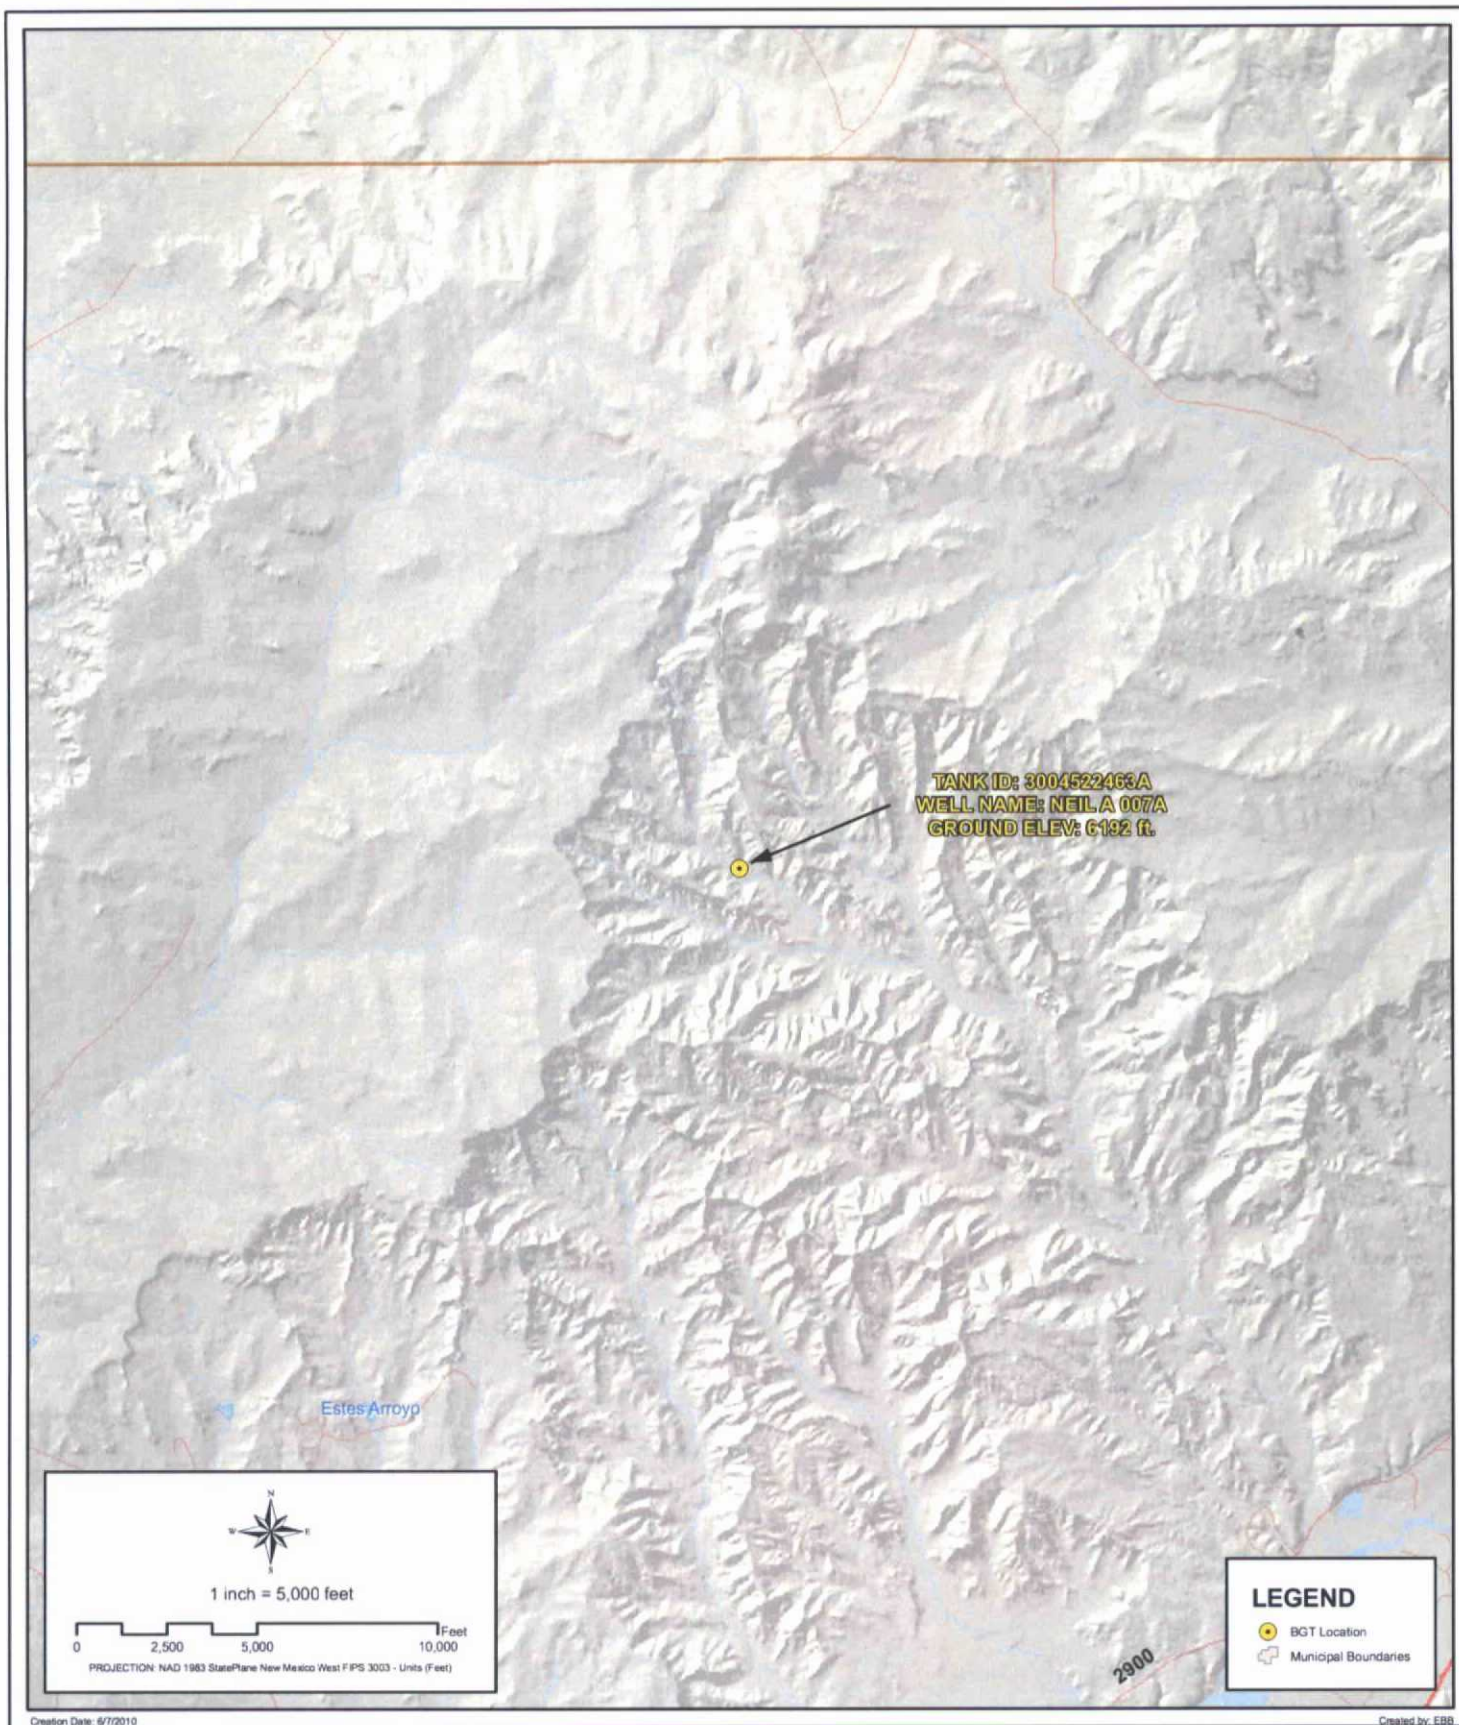 TANK ID: 3004522463A
WELL NAME: NEIL A 007A
GROUND ELEV: 6192 ft.
Estes Arroyo
N
W
E
S
1 inch = 5,000 feet
Feet
0
2,500
5,000
10,000
PROJECTION: NAD 1983 StatePlane New Mexico West FIPS 3003 - Units (Feet)
2900
LEGEND
BGT Location
Municipal Boundaries
Creation Date: 6/7/2010
Created by: EBB